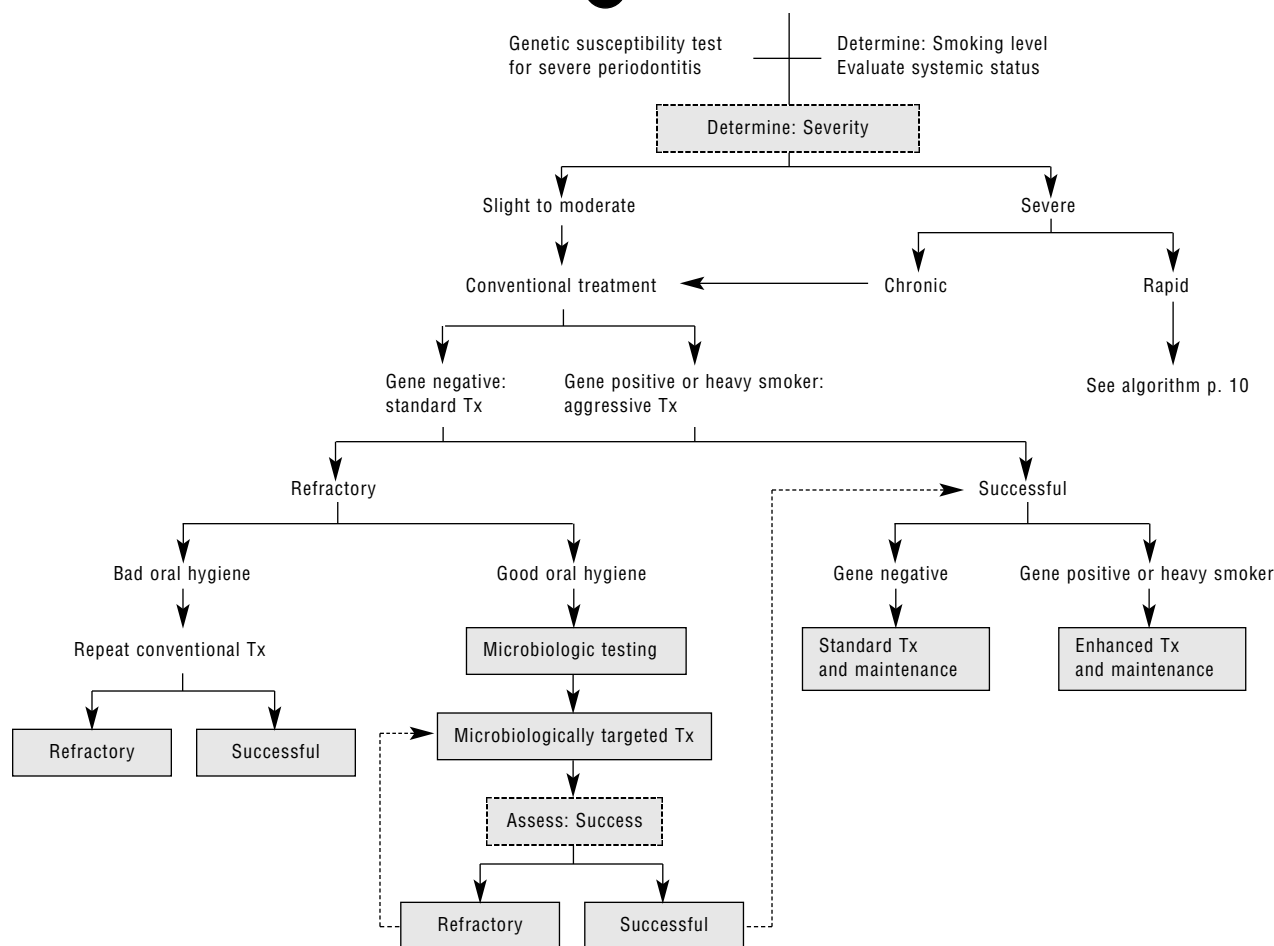 Genetic susceptibility test
for severe periodontitis
Determine: Smoking level
Evaluate systemic status
Determine: Severity
Slight to moderate
Severe
Conventional treatment
Chronic
Rapid
Gene negative:
standard Tx
Gene positive or heavy smoker:
aggressive Tx
See algorithm p. 10
Refractory
Successful
Bad oral hygiene
Good oral hygiene
Gene negative
Gene positive or heavy smoker
Repeat conventional Tx
Microbiologic testing
Standard Tx
and maintenance
Enhanced Tx
and maintenance
Refractory
Successful
Microbiologically targeted Tx
Assess: Success
Refractory
Successful